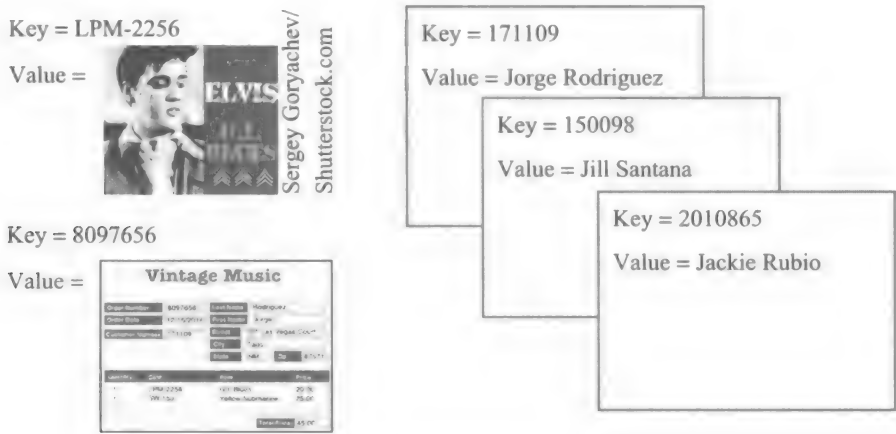 Key = LPM-2256
Value =
ELVIS
Sergey Goryachev/
Shutterstock.com
Key = 8097656
Value =
Vintage Music
Order Number 8097656 Last Name Rodriguez
Order Date First Name Jorge
Customer Number 171109 Street
City Taos
State NM Zip
Price
LPM-2256
Yellow Submarine
Total Price
Key = 171109
Value = Jorge Rodriguez
Key = 150098
Value = Jill Santana
Key = 2010865
Value = Jackie Rubio